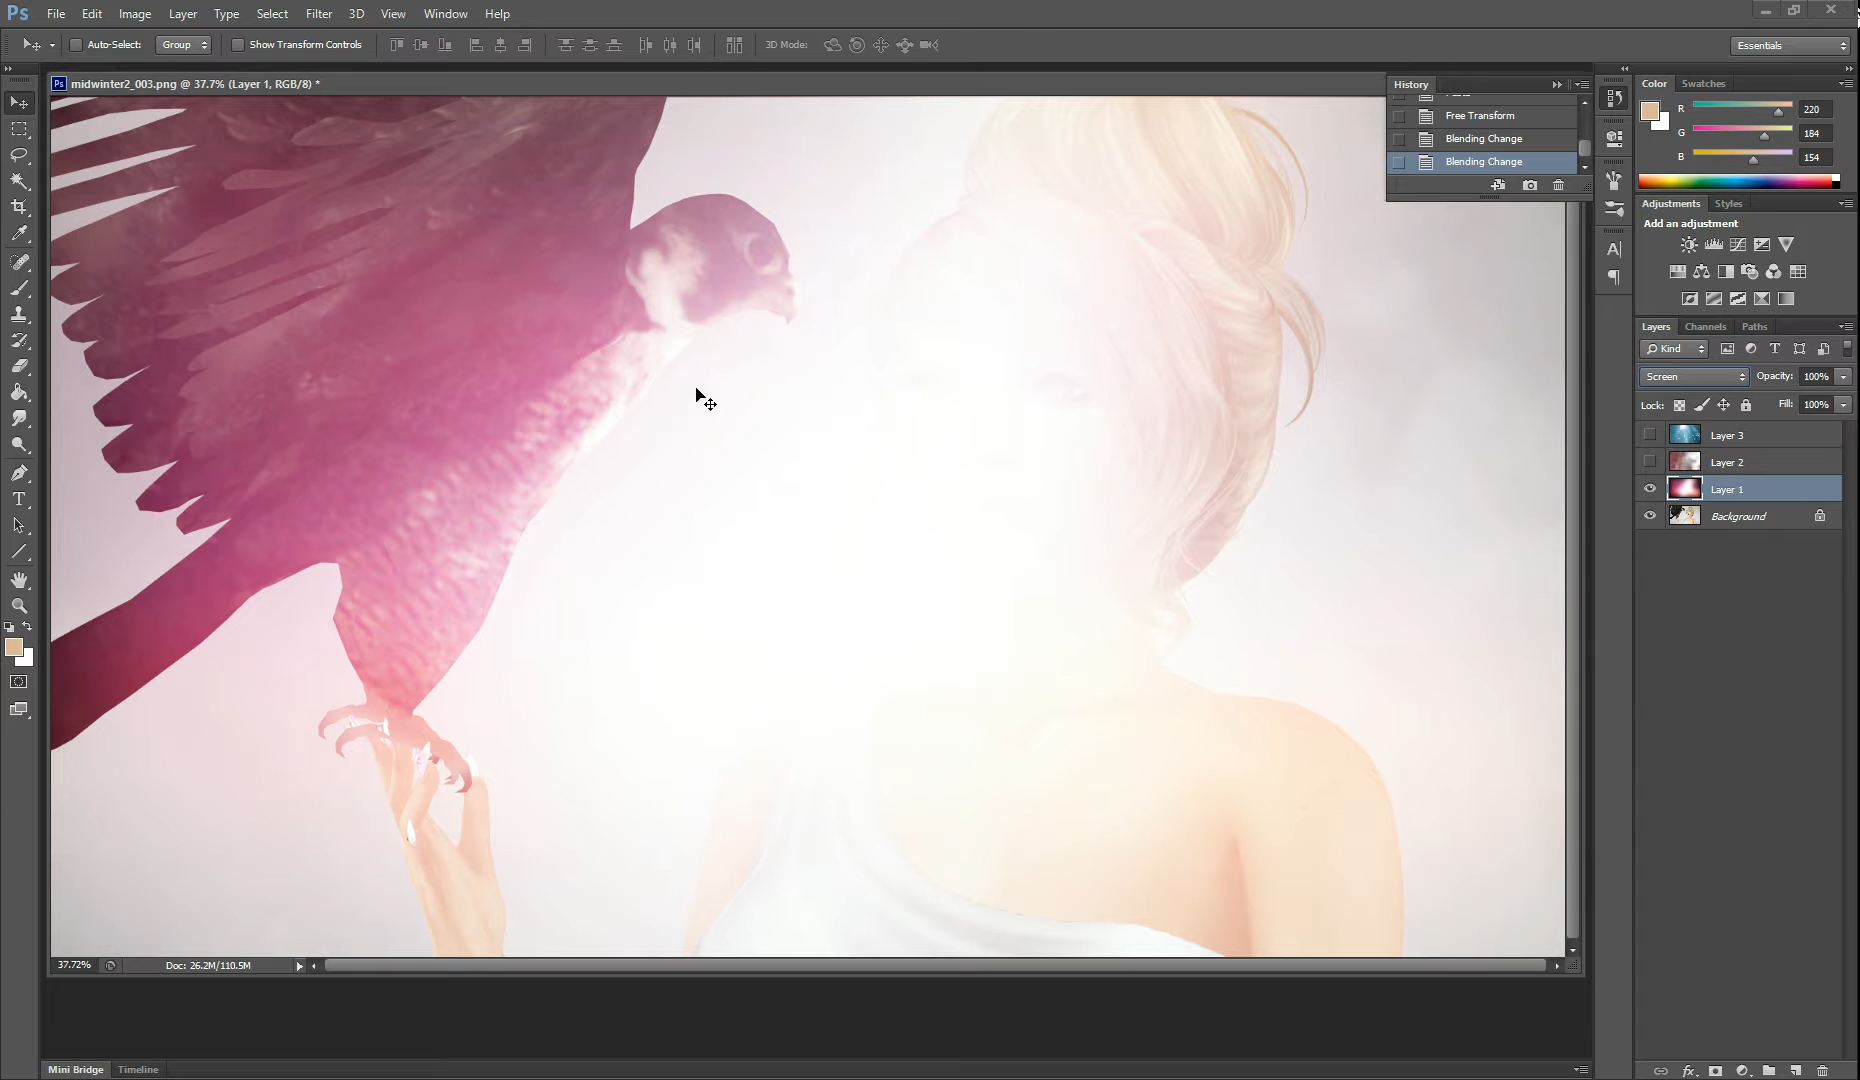 Ps File Edit Image Layer Type Select Filter 3D View Window Help
Auto-Select: Group Show Transform Controls 3D Mode: Essentials
Ps midwinter2_003.png @ 37.7% (Layer 1, RGB/8) *
History
Free Transform
Blending Change
Blending Change
Color Swatches
R 220
G 184
B 154
Adjustments Styles
Add an adjustment
Layers Channels Paths
Kind
Screen Opacity: 100%
Lock: Fill: 100%
Layer 3
Layer 2
Layer 1
Background
37.72% Doc: 26.2M/110.5M
Mini Bridge Timeline